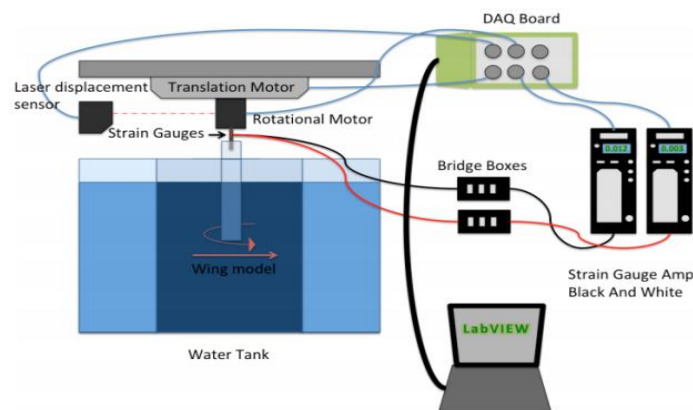 DAQ Board
Laser displacement
sensor
Translation Motor
Rotational Motor
Strain Gauges
Bridge Boxes
0.012
0.003
Wing model
Strain Gauge Amp
Black And White
LabVIEW
Water Tank